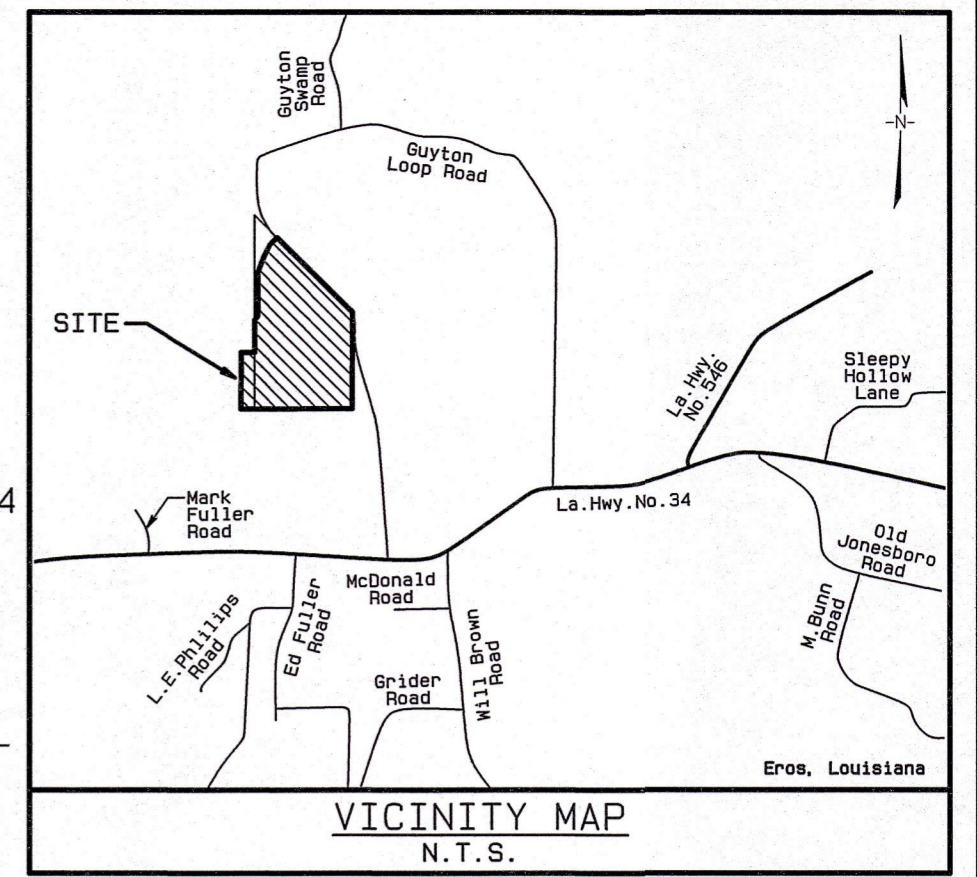 Guyton
Swamp
Road
-N-
Guyton
Loop Road
SITE
La. Hwy.
No. 546
Sleepy
Hollow
Lane
4
Mark
Fuller
Road
La.Hwy.No.34
Old
Jonesboro
Road
McDonald
Road
L.E.Phlilips
Road
Ed Fuller
Road
Will Brown
Road
M.Bunn
Road
Grider
Road
Eros, Louisiana
VICINITY MAP
N.T.S.